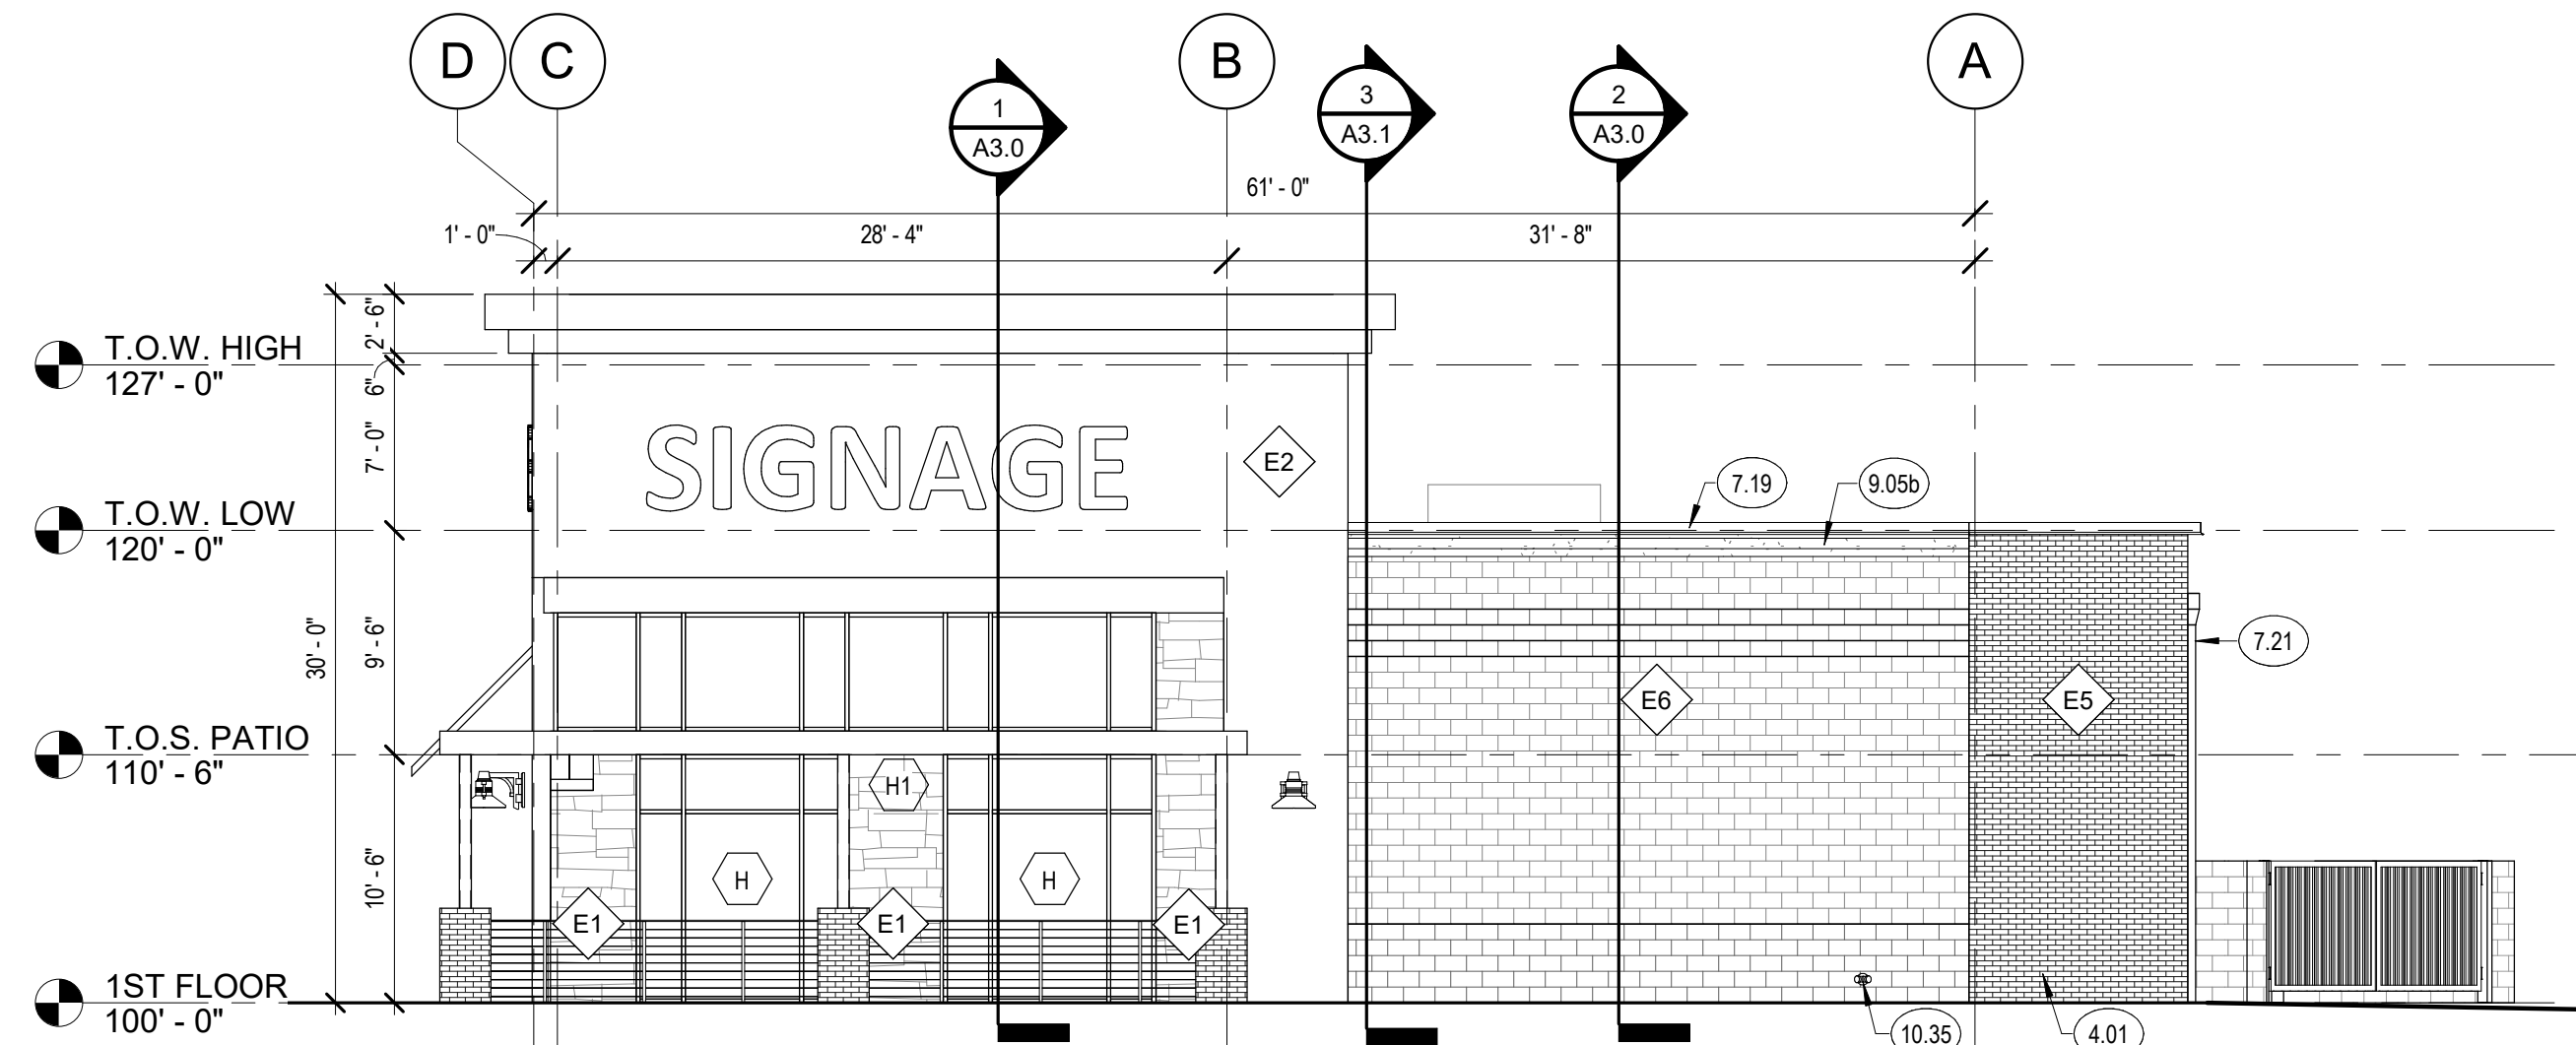 D
C
B
A
1
A3.0
3
A3.1
2
A3.0
61' - 0"
1' - 0"
28' - 4"
31' - 8"
2' - 6"
T.O.W. HIGH
127' - 0"
6"
7' - 0"
SIGNAGE
E2
7.19
9.05b
T.O.W. LOW
120' - 0"
30' - 0"
9' - 6"
7.21
E6
E5
T.O.S. PATIO
110' - 6"
H1
H
H
10' - 6"
E1
E1
E1
1ST FLOOR
100' - 0"
10.35
4.01